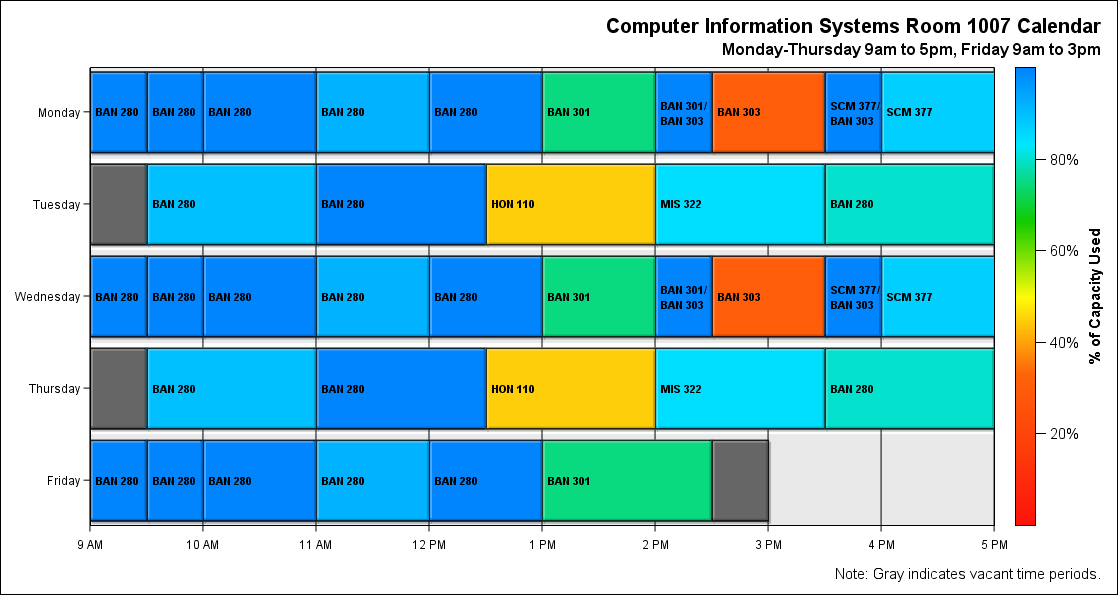 Computer Information Systems Room 1007 Calendar
Monday-Thursday 9am to 5pm, Friday 9am to 3pm
Monday
BAN 280
BAN 280
BAN 280
BAN 280
BAN 280
BAN 301
BAN 301/
BAN 303
BAN 303
SCM 377/
BAN 303
SCM 377
Tuesday
BAN 280
BAN 280
HON 110
MIS 322
BAN 280
Wednesday
BAN 280
BAN 280
BAN 280
BAN 280
BAN 280
BAN 301
BAN 301/
BAN 303
BAN 303
SCM 377/
BAN 303
SCM 377
Thursday
BAN 280
BAN 280
HON 110
MIS 322
BAN 280
Friday
BAN 280
BAN 280
BAN 280
BAN 280
BAN 280
BAN 301
9 AM
10 AM
11 AM
12 PM
1 PM
2 PM
3 PM
4 PM
5 PM
80%
60%
40%
20%
% of Capacity Used
Note: Gray indicates vacant time periods.